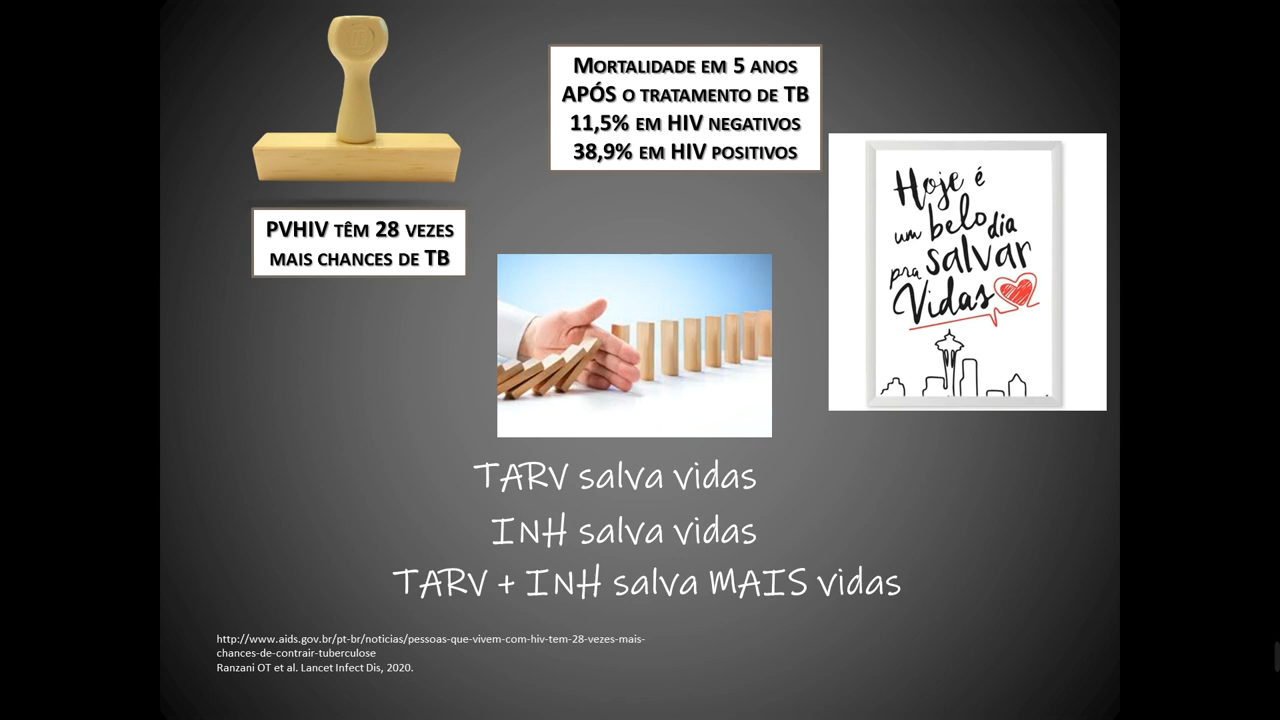 MORTALIDADE EM 5 ANOS
APÓS O TRATAMENTO DE TB
11,5% EM HIV NEGATIVOS
38,9% EM HIV POSITIVOS
PVHIV TÊM 28 VEZES
MAIS CHANCES DE TB
Hoje é
um belo dia
pra salvar
Vidas
TARV salva vidas
INH salva vidas
TARV + INH salva MAIS vidas
http://www.aids.gov.br/pt-br/noticias/pessoas-que-vivem-com-hiv-tem-28-vezes-mais-
chances-de-contrair-tuberculose
Ranzani OT et al. Lancet Infect Dis, 2020.